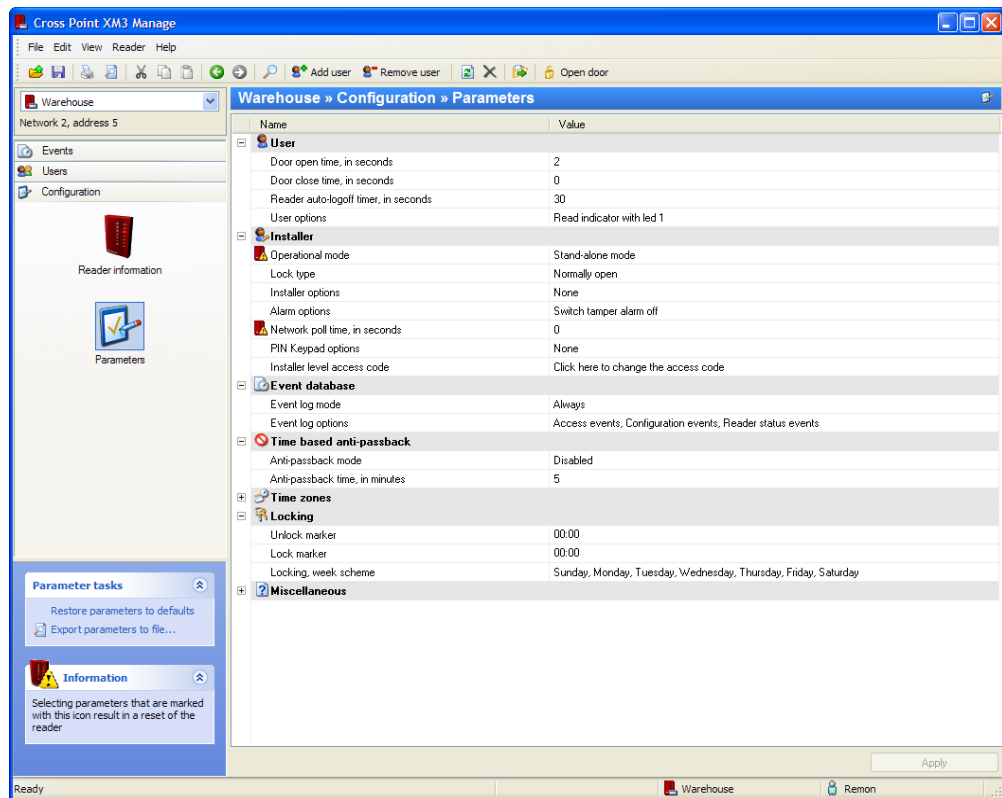 Cross Point XM3 Manage
File Edit View Reader Help
Add user Remove user Open door
Warehouse
Network 2, address 5
Events
Users
Configuration
Reader information
Parameters
Parameter tasks
Restore parameters to defaults
Export parameters to file...
Information
Selecting parameters that are marked
with this icon result in a reset of the
reader
Warehouse » Configuration » Parameters
Name Value
User
Door open time, in seconds 2
Door close time, in seconds 0
Reader auto-logoff timer, in seconds 30
User options Read indicator with led 1
Installer
Operational mode Stand-alone mode
Lock type Normally open
Installer options None
Alarm options Switch tamper alarm off
Network poll time, in seconds 0
PIN Keypad options None
Installer level access code Click here to change the access code
Event database
Event log mode Always
Event log options Access events, Configuration events, Reader status events
Time based anti-passback
Anti-passback mode Disabled
Anti-passback time, in minutes 5
Time zones
Locking
Unlock marker 00:00
Lock marker 00:00
Locking, week scheme Sunday, Monday, Tuesday, Wednesday, Thursday, Friday, Saturday
Miscellaneous
Apply
Ready Warehouse Remon